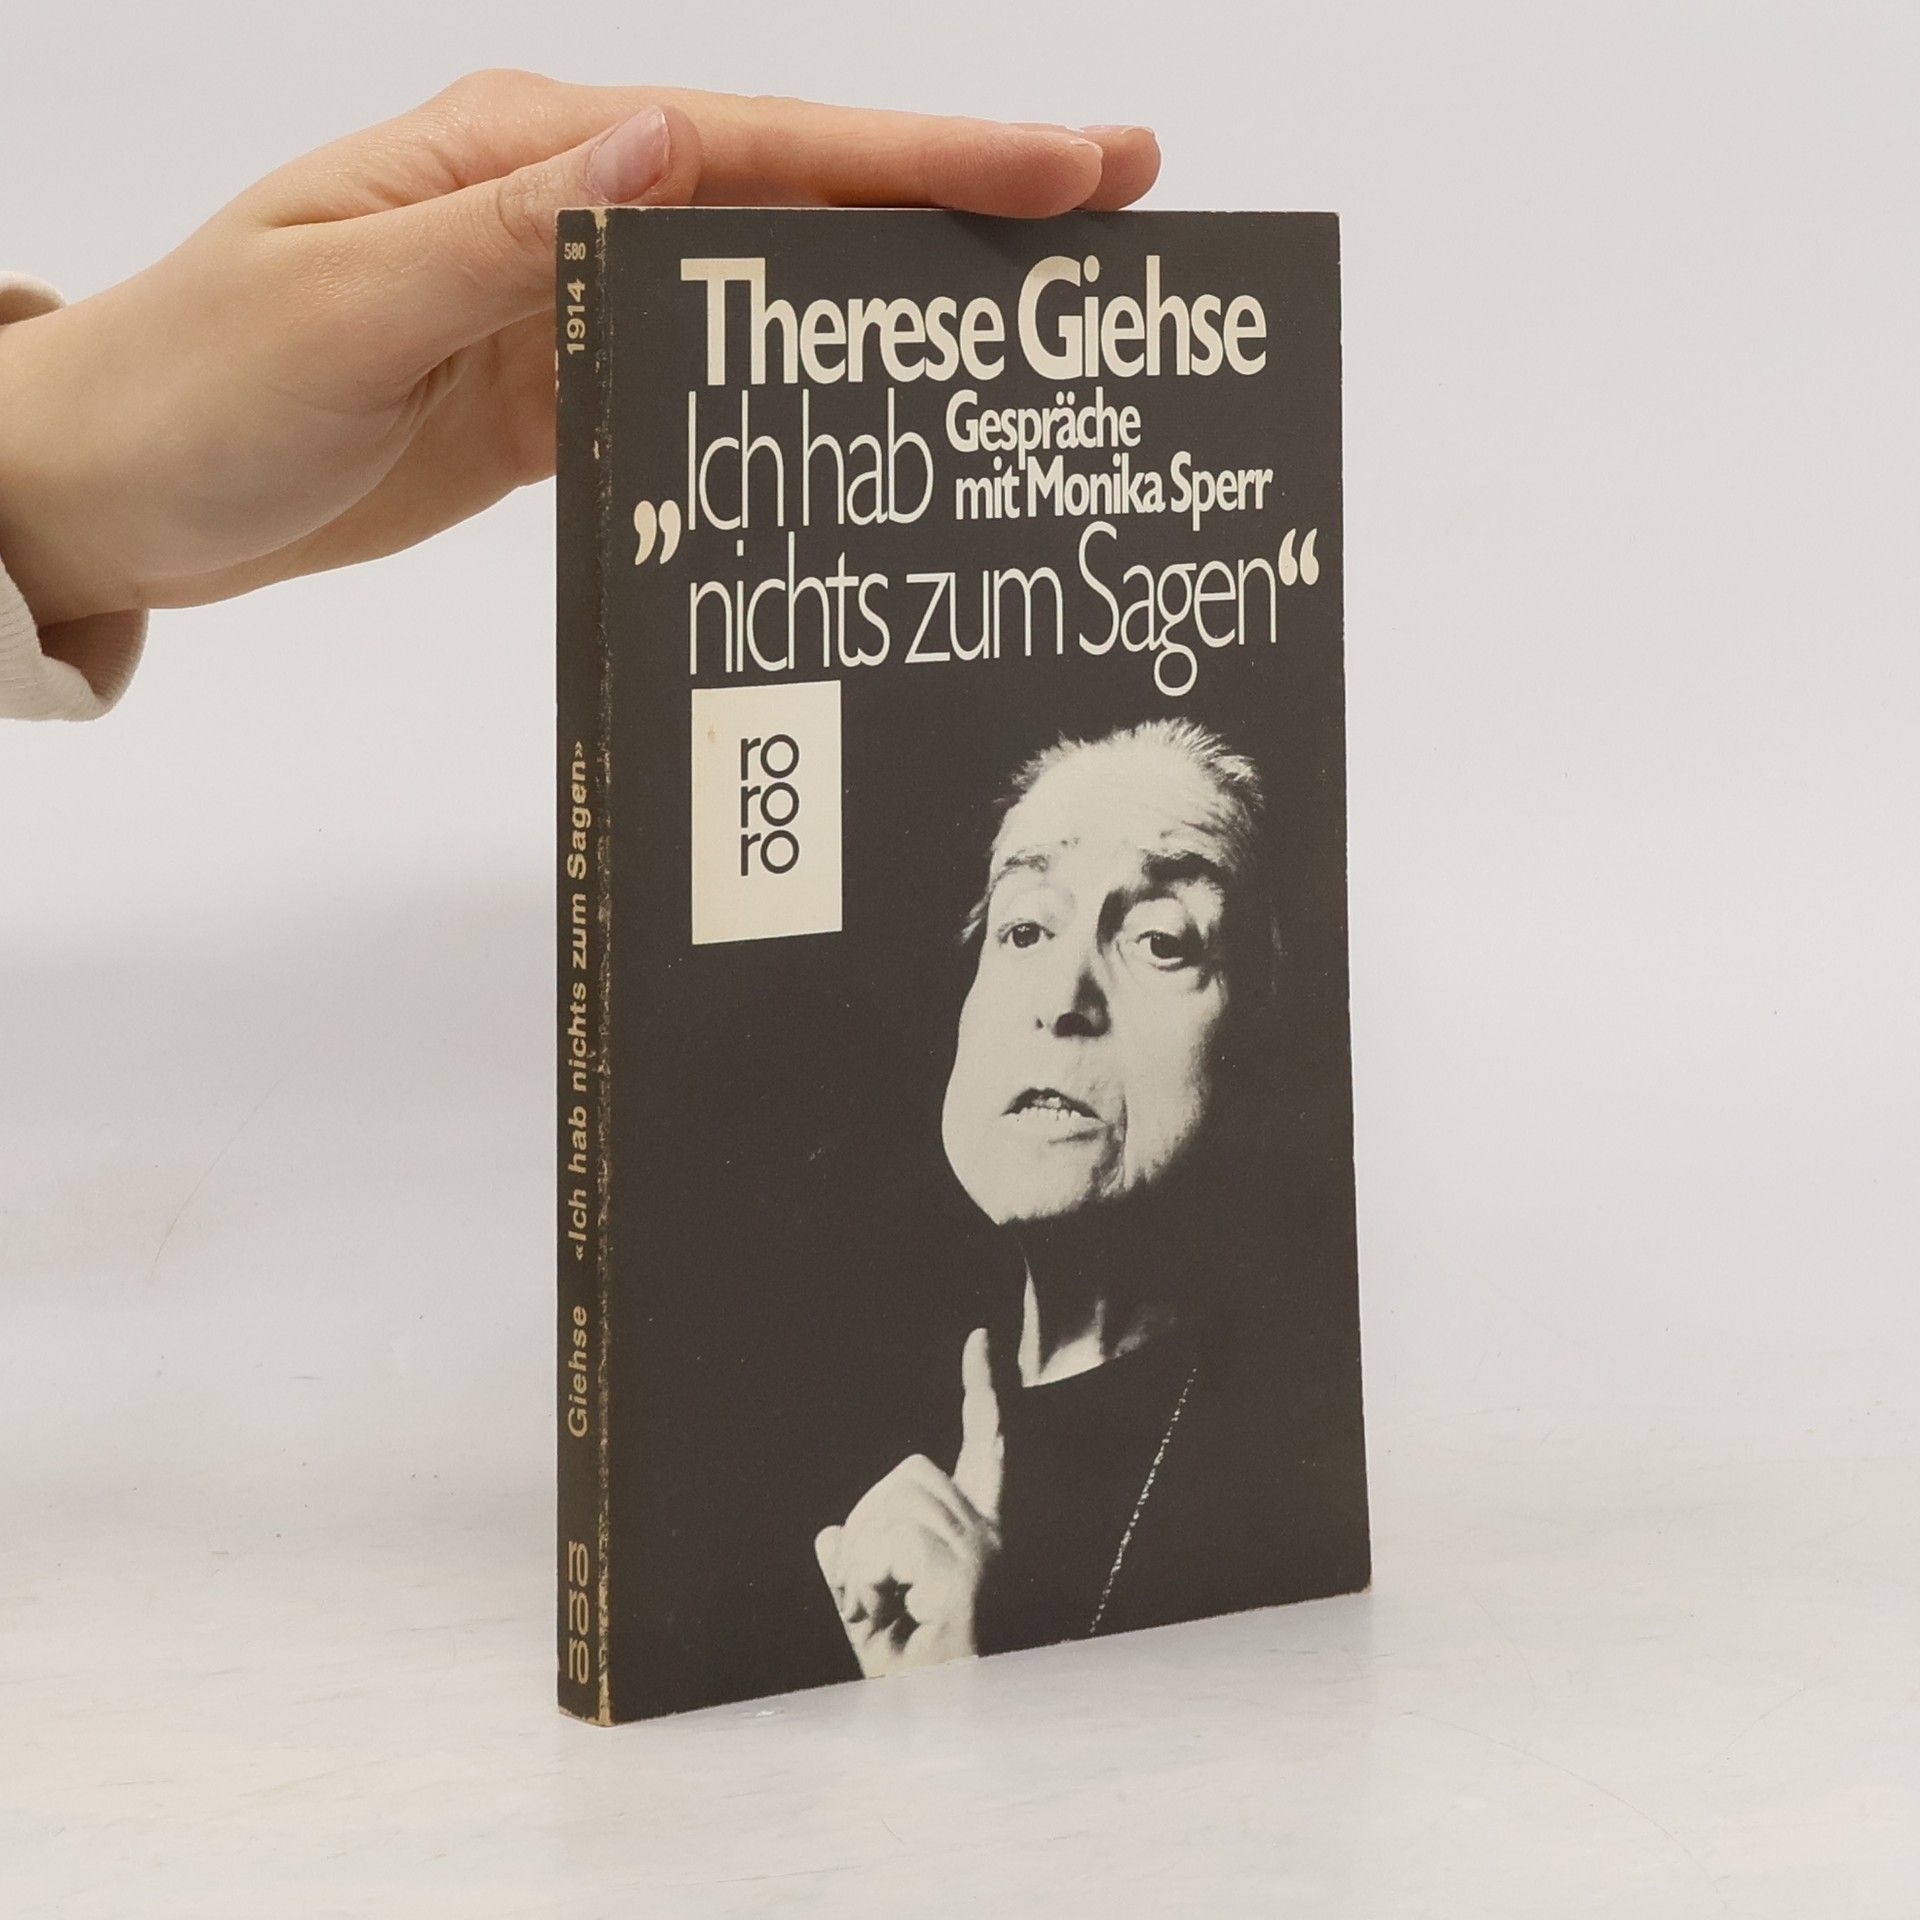 Therese Giehse
Gespräche
mit Monika Sperr
„Ich hab
nichts zum Sagen“
ro
ro
ro
580
1914
Giehse «Ich hab nichts zum Sagen»
ro
ro
ro